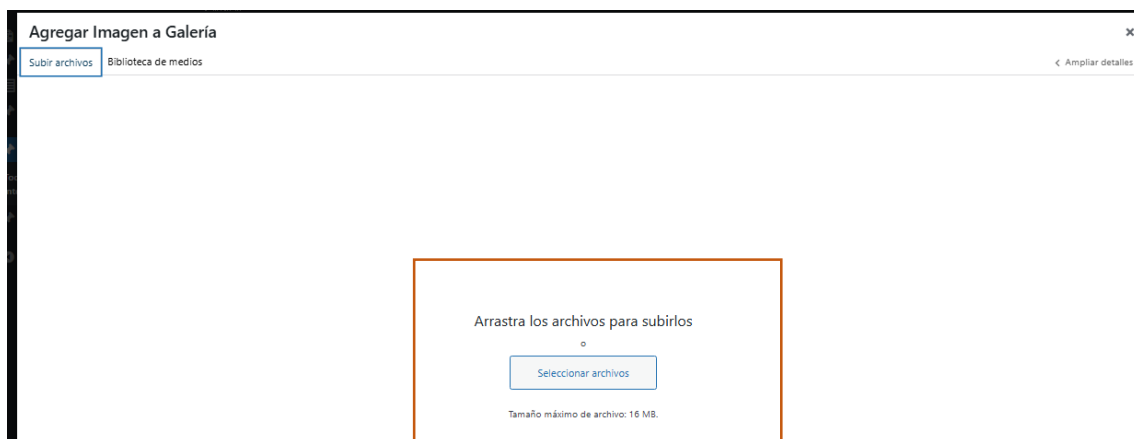 Agregar Imagen a Galería
×
Subir archivos Biblioteca de medios
< Ampliar detalles
Arrastra los archivos para subirlos
o
Seleccionar archivos
Tamaño máximo de archivo: 16 MB.